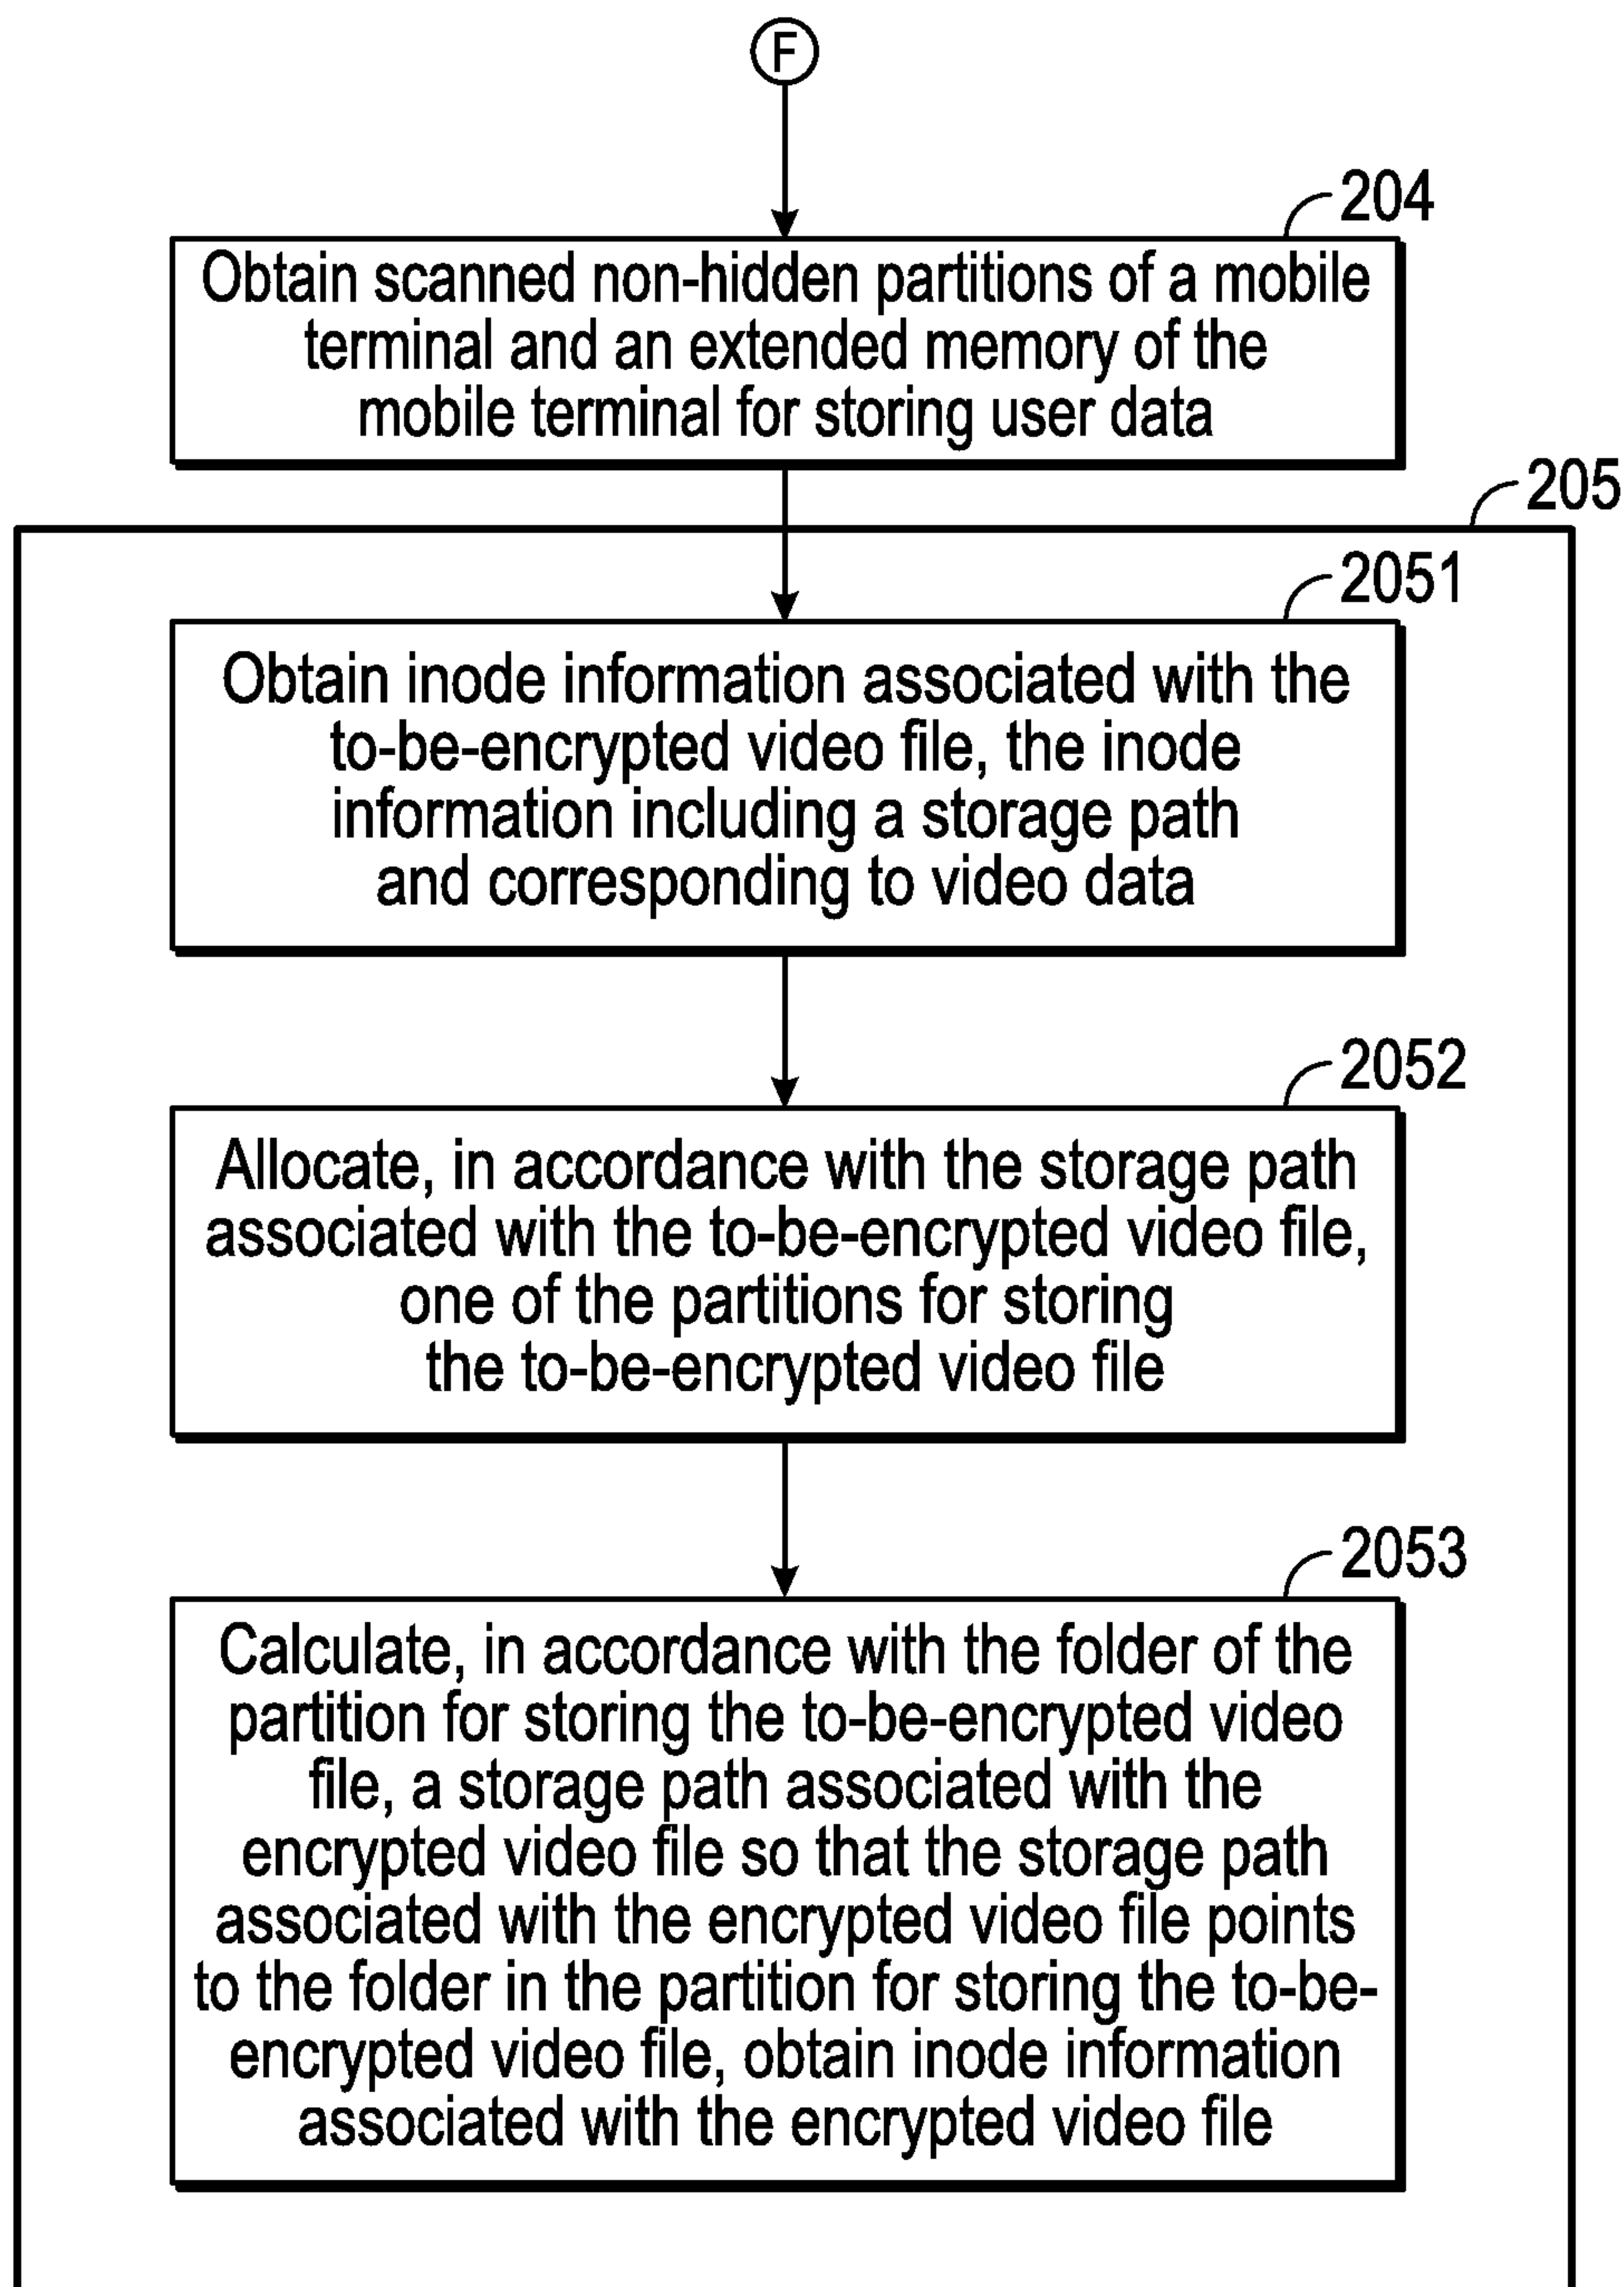 F
204
Obtain scanned non-hidden partitions of a mobile
terminal and an extended memory of the
mobile terminal for storing user data
205
2051
Obtain inode information associated with the
to-be-encrypted video file, the inode
information including a storage path
and corresponding to video data
2052
Allocate, in accordance with the storage path
associated with the to-be-encrypted video file,
one of the partitions for storing
the to-be-encrypted video file
2053
Calculate, in accordance with the folder of the
partition for storing the to-be-encrypted video
file, a storage path associated with the
encrypted video file so that the storage path
associated with the encrypted video file points
to the folder in the partition for storing the to-be-
encrypted video file, obtain inode information
associated with the encrypted video file